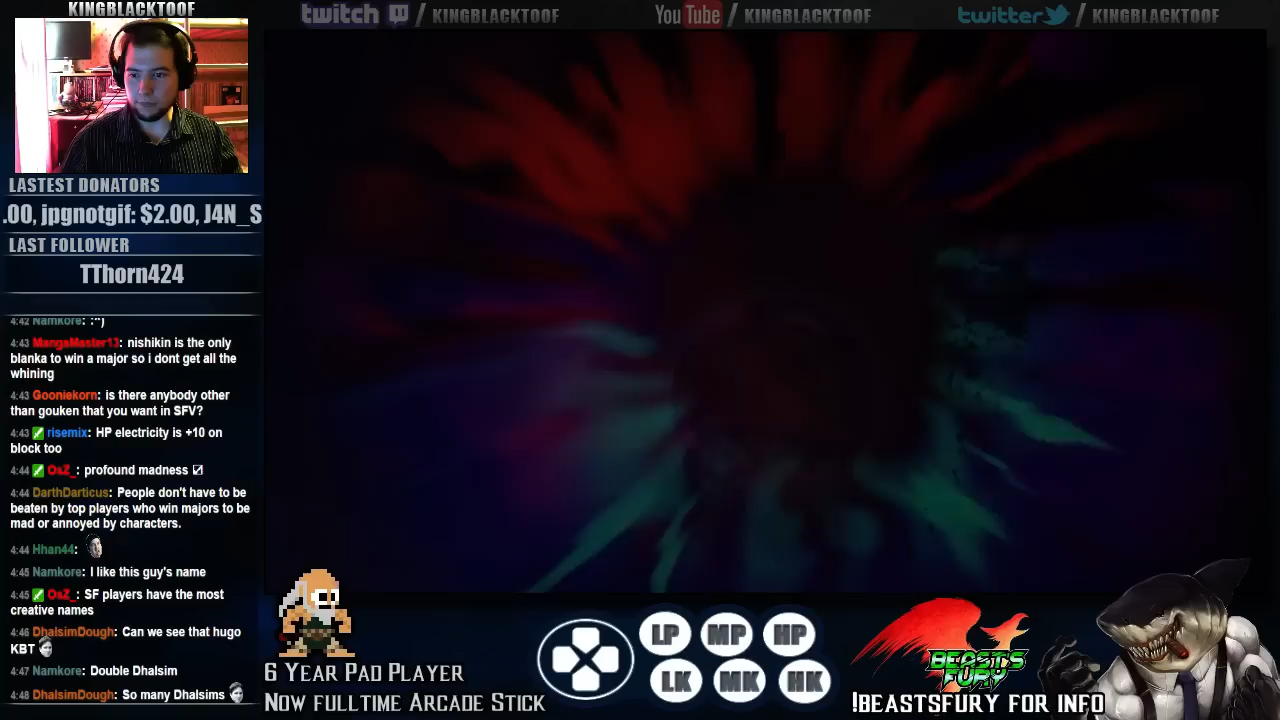 KINGBLACKTOOF
twitch / KINGBLACKTOOF
YouTube / KINGBLACKTOOF
twitter / KINGBLACKTOOF
LASTEST DONATORS
.00, jpgnotgif: $2.00, J4N_S
LAST FOLLOWER
TThorn424
4:42 Namkore: :^)
4:43 MangaMaster13: nishikin is the only
blanka to win a major so i dont get all the
whining
4:43 Gooniekorn: is there anybody other
than gouken that you want in SFV?
4:43 risemix: HP electricity is +10 on
block too
4:44 OsZ_: profound madness
4:44 DarthDarticus: People don't have to be
beaten by top players who win majors to be
mad or annoyed by characters.
4:44 Hhan44:
4:45 Namkore: I like this guy's name
4:45 OsZ_: SF players have the most
creative names
4:46 DhalsimDough: Can we see that hugo
KBT
4:47 Namkore: Double Dhalsim
4:48 DhalsimDough: So many Dhalsims
6 YEAR PAD PLAYER
NOW FULLTIME ARCADE STICK
LP MP HP
LK MK HK
BEAST'S
FURY
!BEASTSFURY FOR INFO